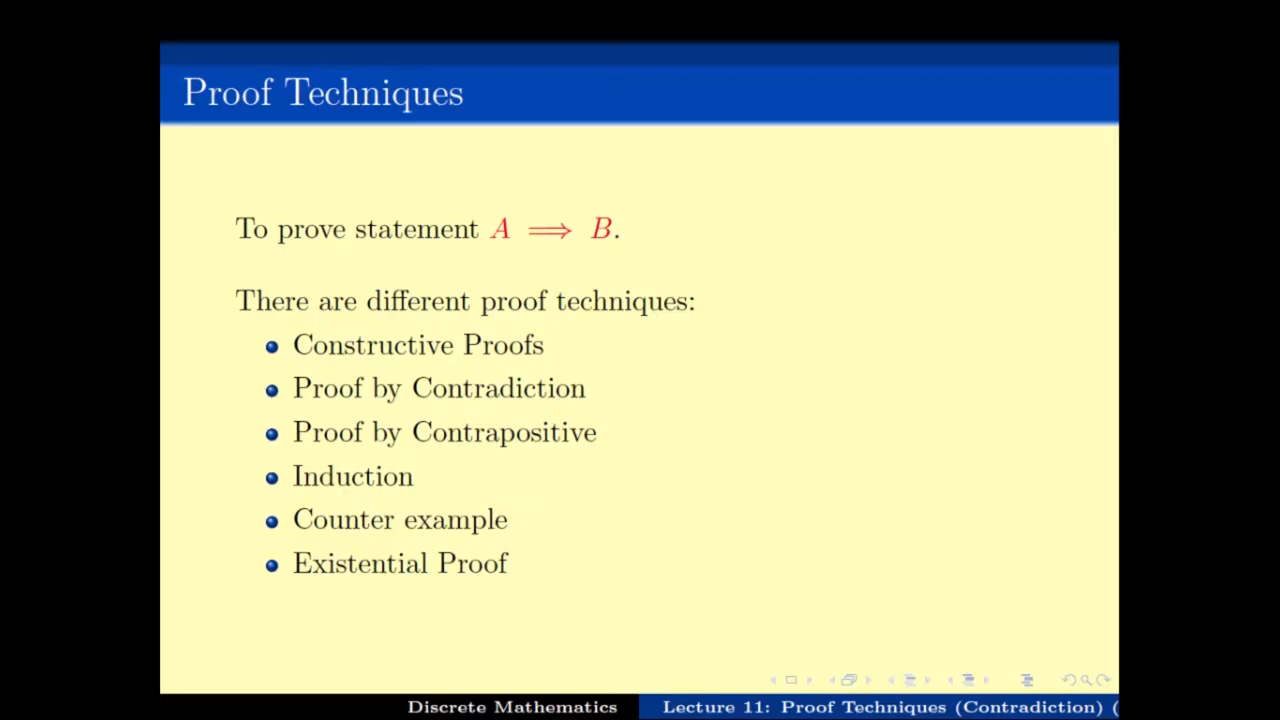 Proof Techniques
To prove statement A ⟹ B.
There are different proof techniques:
Constructive Proofs
Proof by Contradiction
Proof by Contrapositive
Induction
Counter example
Existential Proof
Discrete Mathematics
Lecture 11: Proof Techniques (Contradiction) (